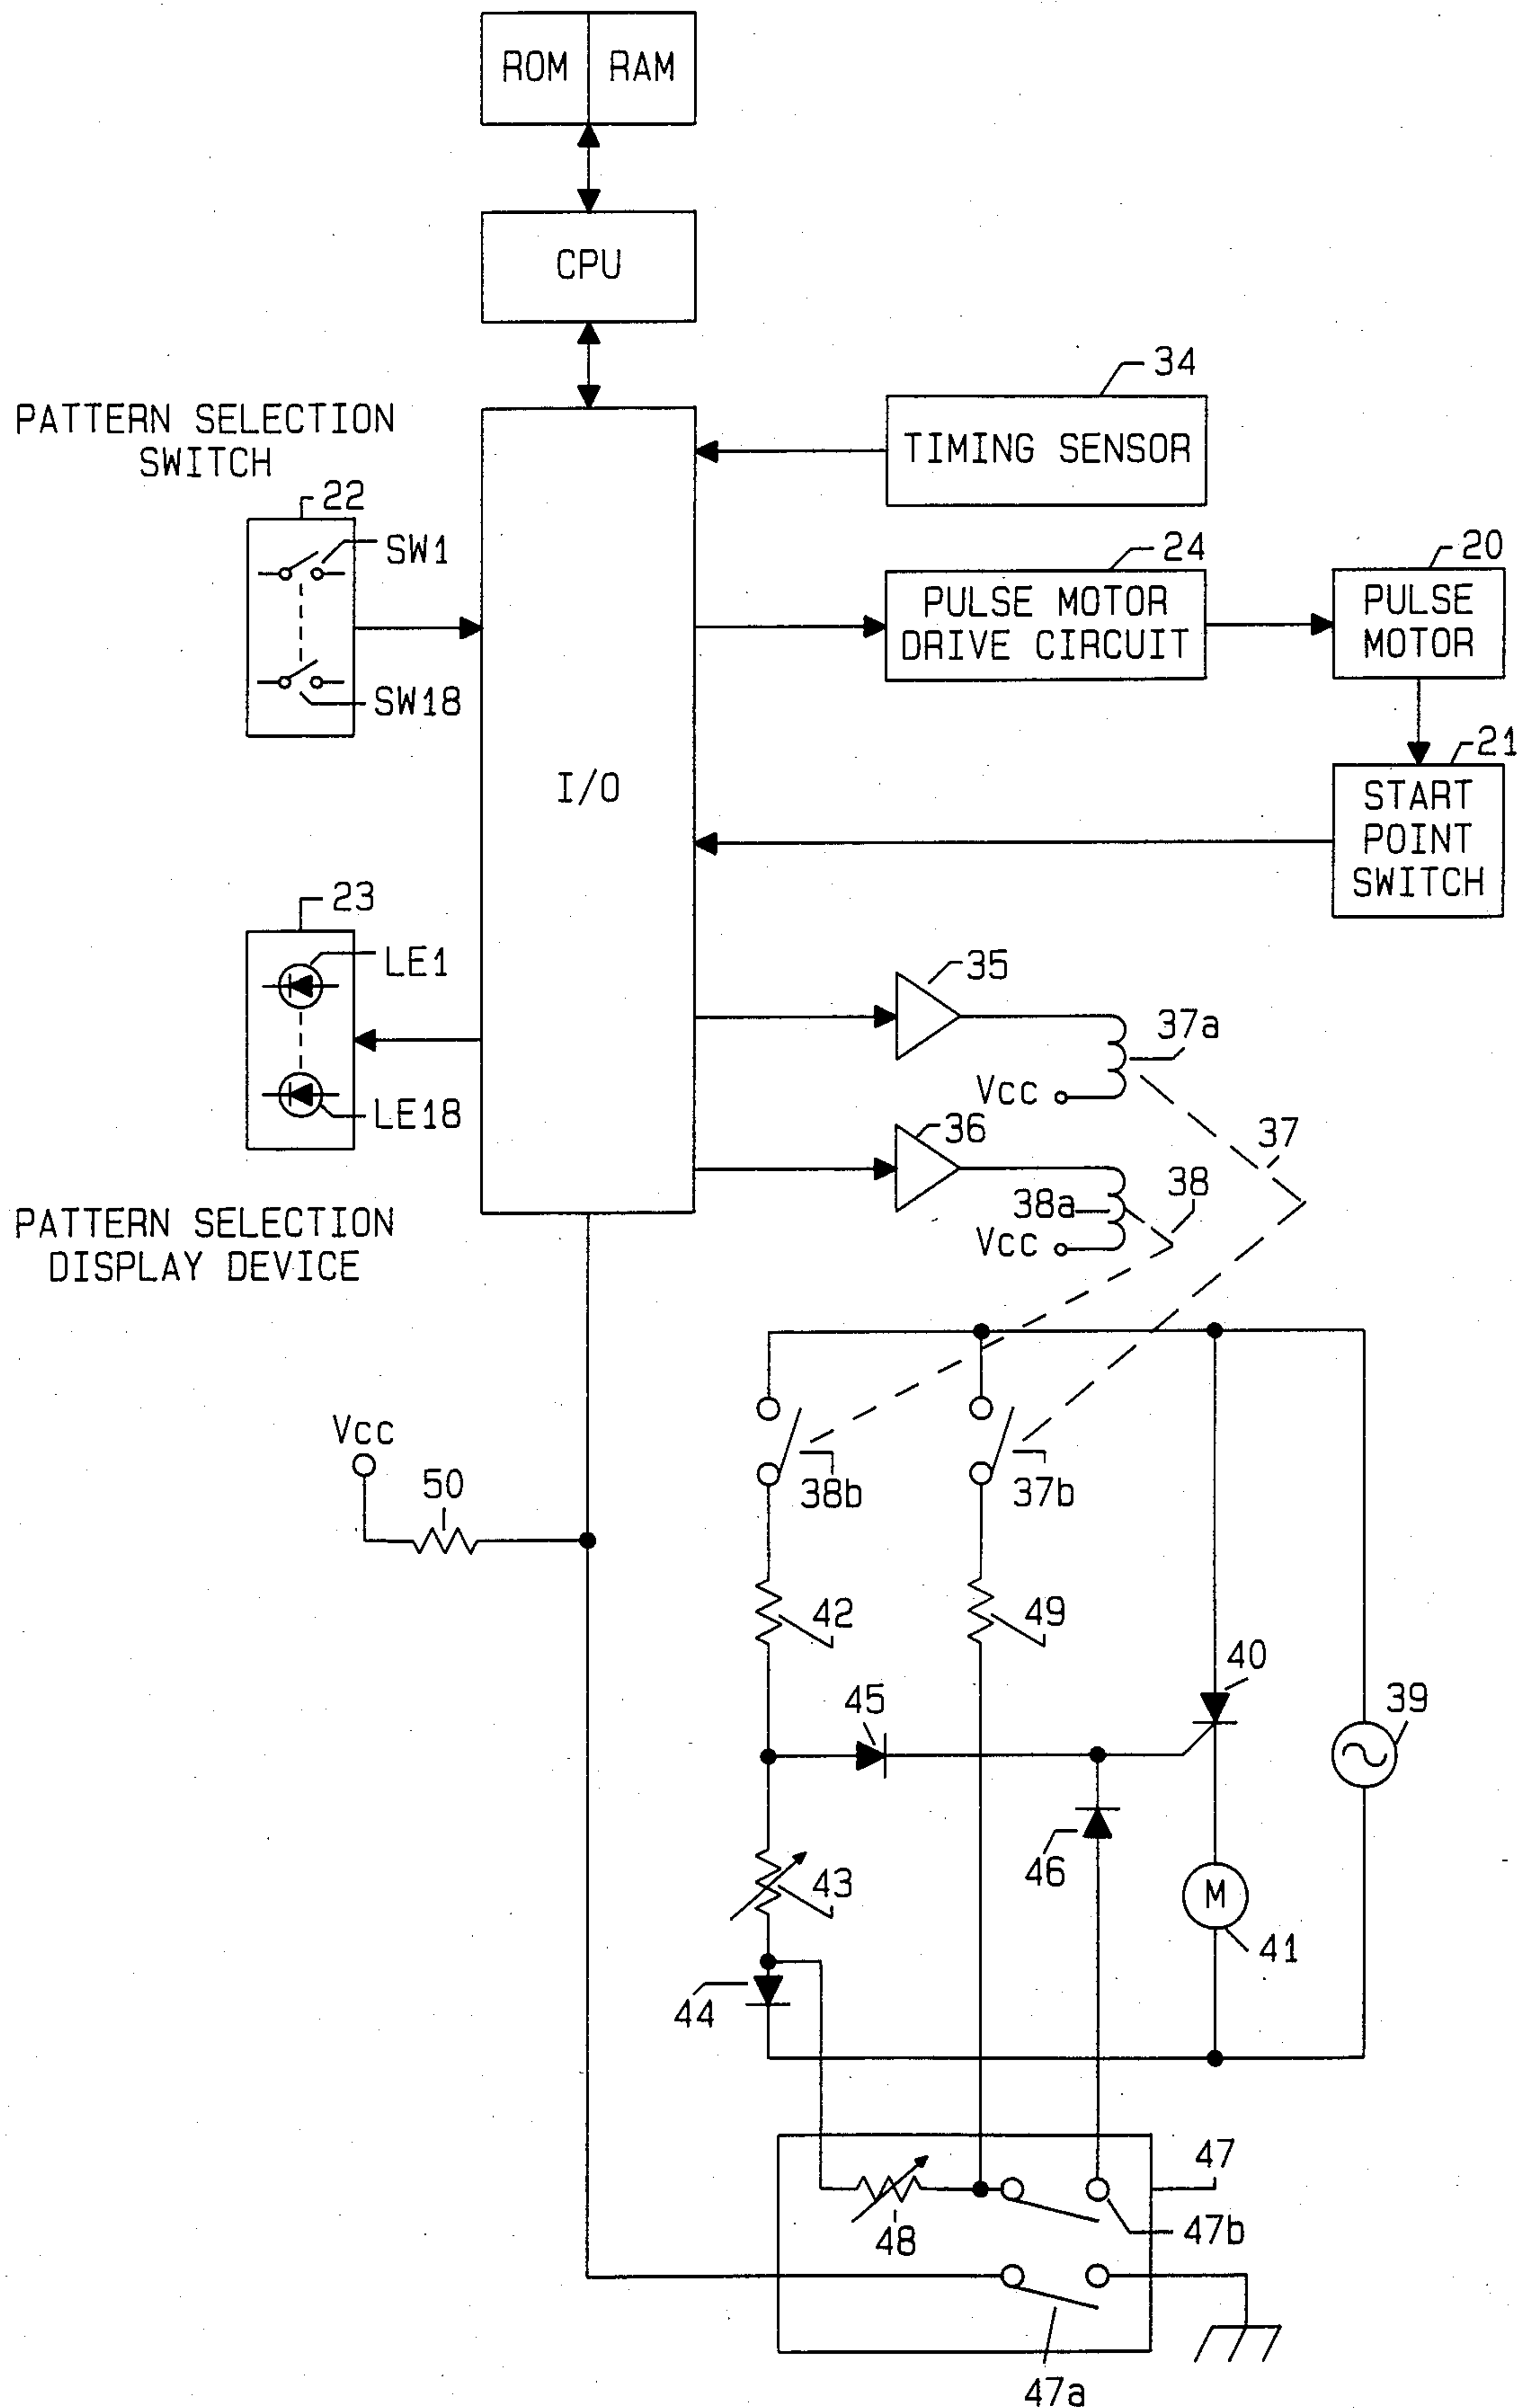 ROM RAM
CPU
34
TIMING SENSOR
PATTERN SELECTION
SWITCH
22
SW1
SW18
24
PULSE MOTOR
DRIVE CIRCUIT
20
PULSE
MOTOR
21
START
POINT
SWITCH
I/O
23
LE1
LE18
PATTERN SELECTION
DISPLAY DEVICE
35
37a
Vcc
36
37
38a
38
Vcc
38b
37b
Vcc
50
42
49
40
39
45
46
43
M
41
44
47
48
47b
47a